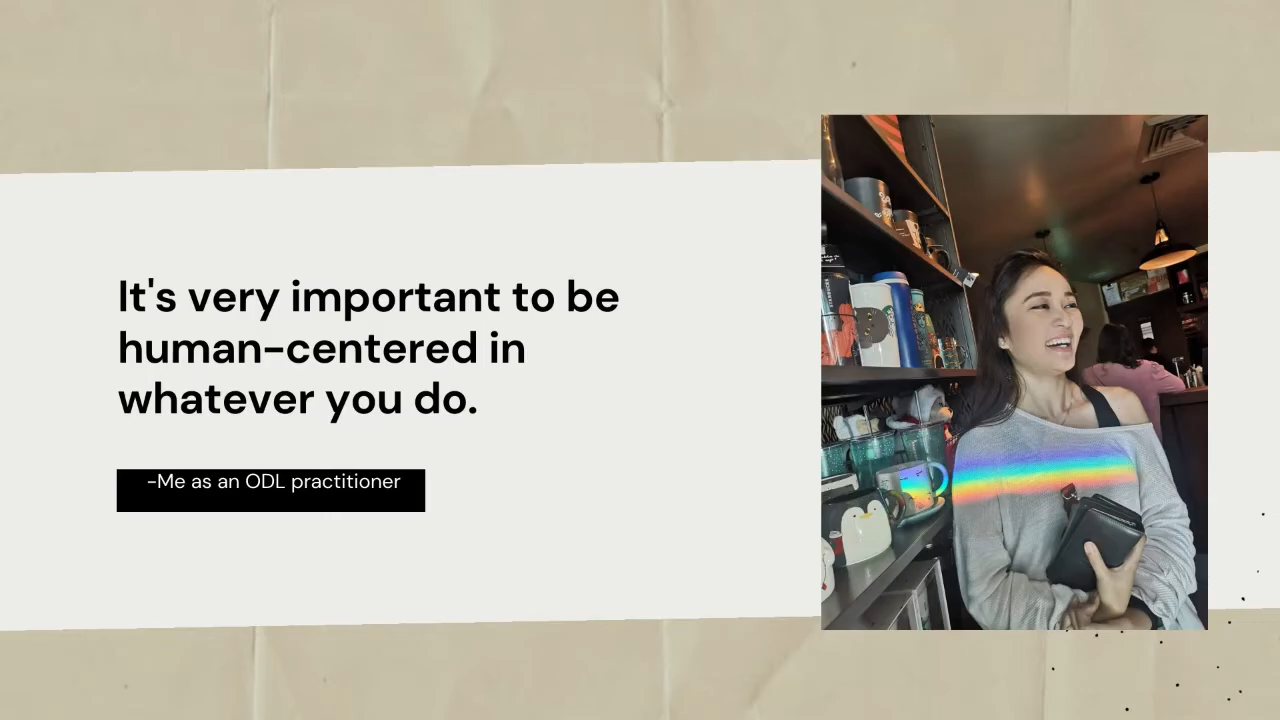 It's very important to be
human-centered in
whatever you do.
-Me as an ODL practitioner